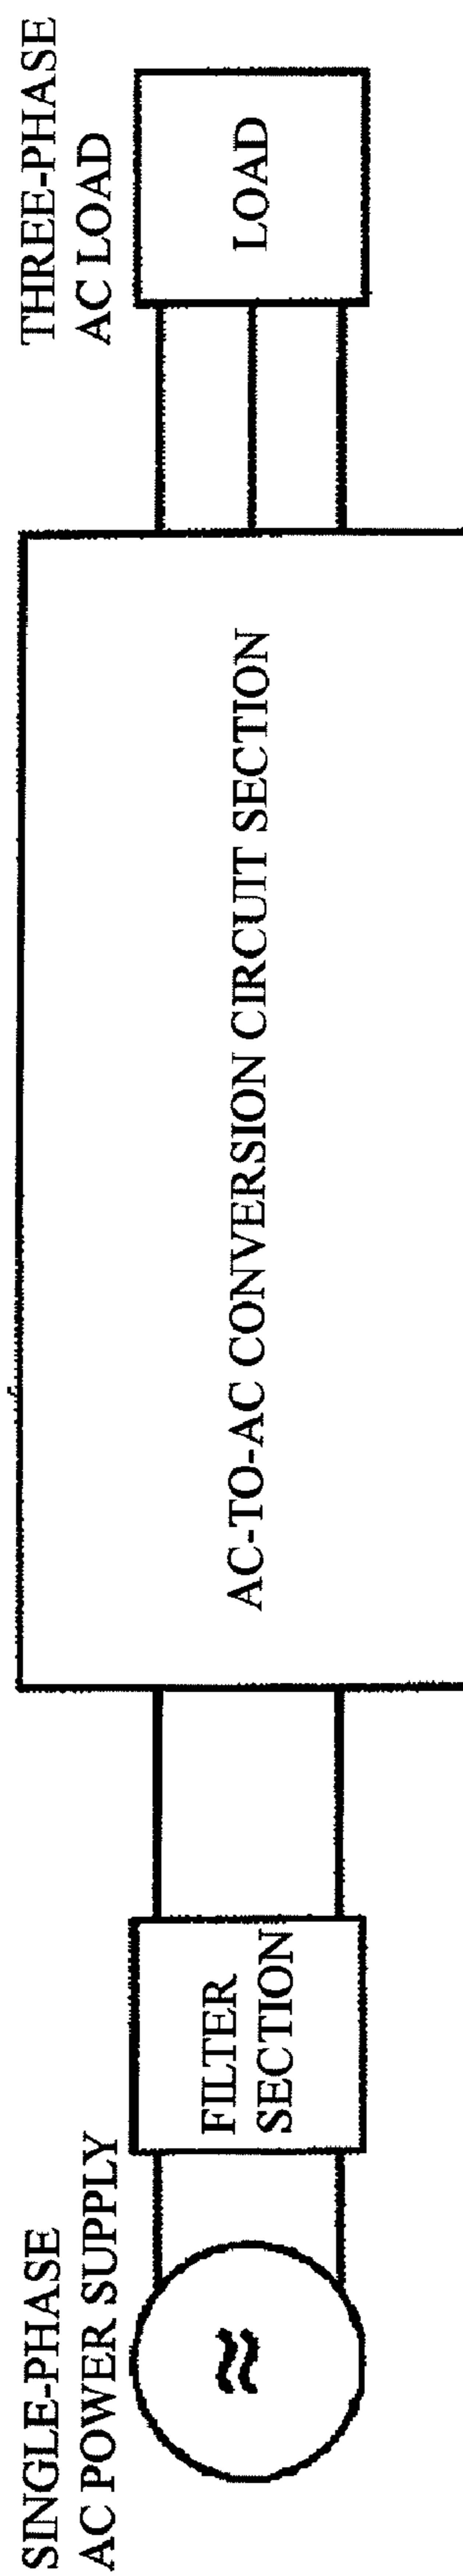 SINGLE-PHASE
AC POWER SUPPLY
FILTER
SECTION
AC-TO-AC CONVERSION CIRCUIT SECTION
THREE-PHASE
AC LOAD
LOAD